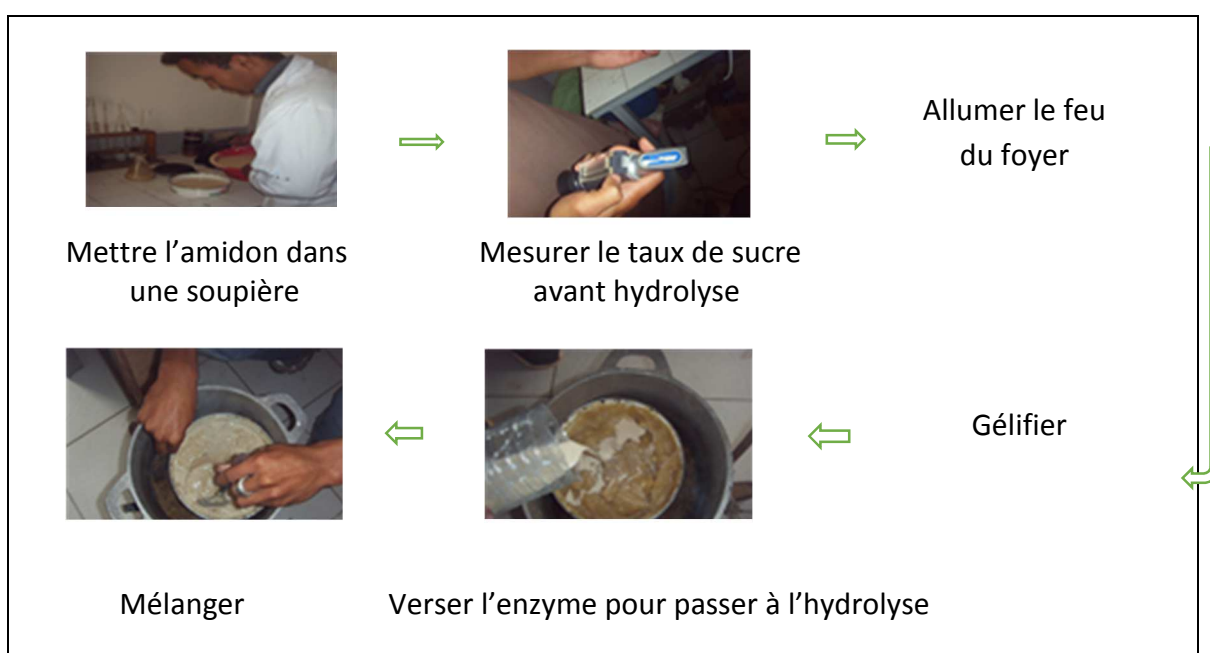 Allumer le feu
du foyer
Mettre l’amidon dans
une soupière
Mesurer le taux de sucre
avant hydrolyse
Gélifier
Mélanger
Verser l’enzyme pour passer à l’hydrolyse